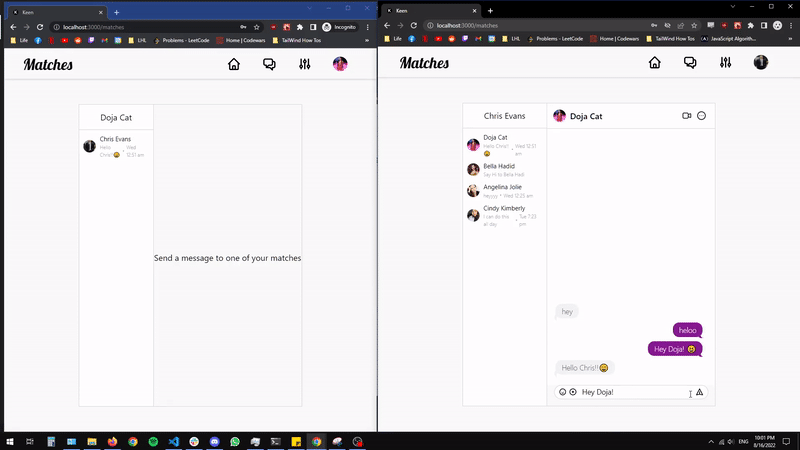 Keen
localhost:3000/matches
Incognito
Life
LHL
Problems - LeetCode
Home | Codewars
TailWind How Tos
Matches
Doja Cat
Chris Evans
Hello Chris!!😀 • Wed 12:51 am
Send a message to one of your matches
Keen
localhost:3000/matches
Life
LHL
Problems - LeetCode
Home | Codewars
TailWind How Tos
JavaScript Algorith...
Matches
Chris Evans
Doja Cat
Doja Cat
Hello Chris!! • Wed 12:51
😀 am
Bella Hadid
Say Hi to Bella Hadi
Angelina Jolie
Heyyyy • Wed 12:25 am
Cindy Kimberly
I can do this • Tue 7:23
all day pm
hey
heloo
Hey Doja! 😀
Hello Chris!!😀
Hey Doja!
ENG
10:01 PM
8/16/2022